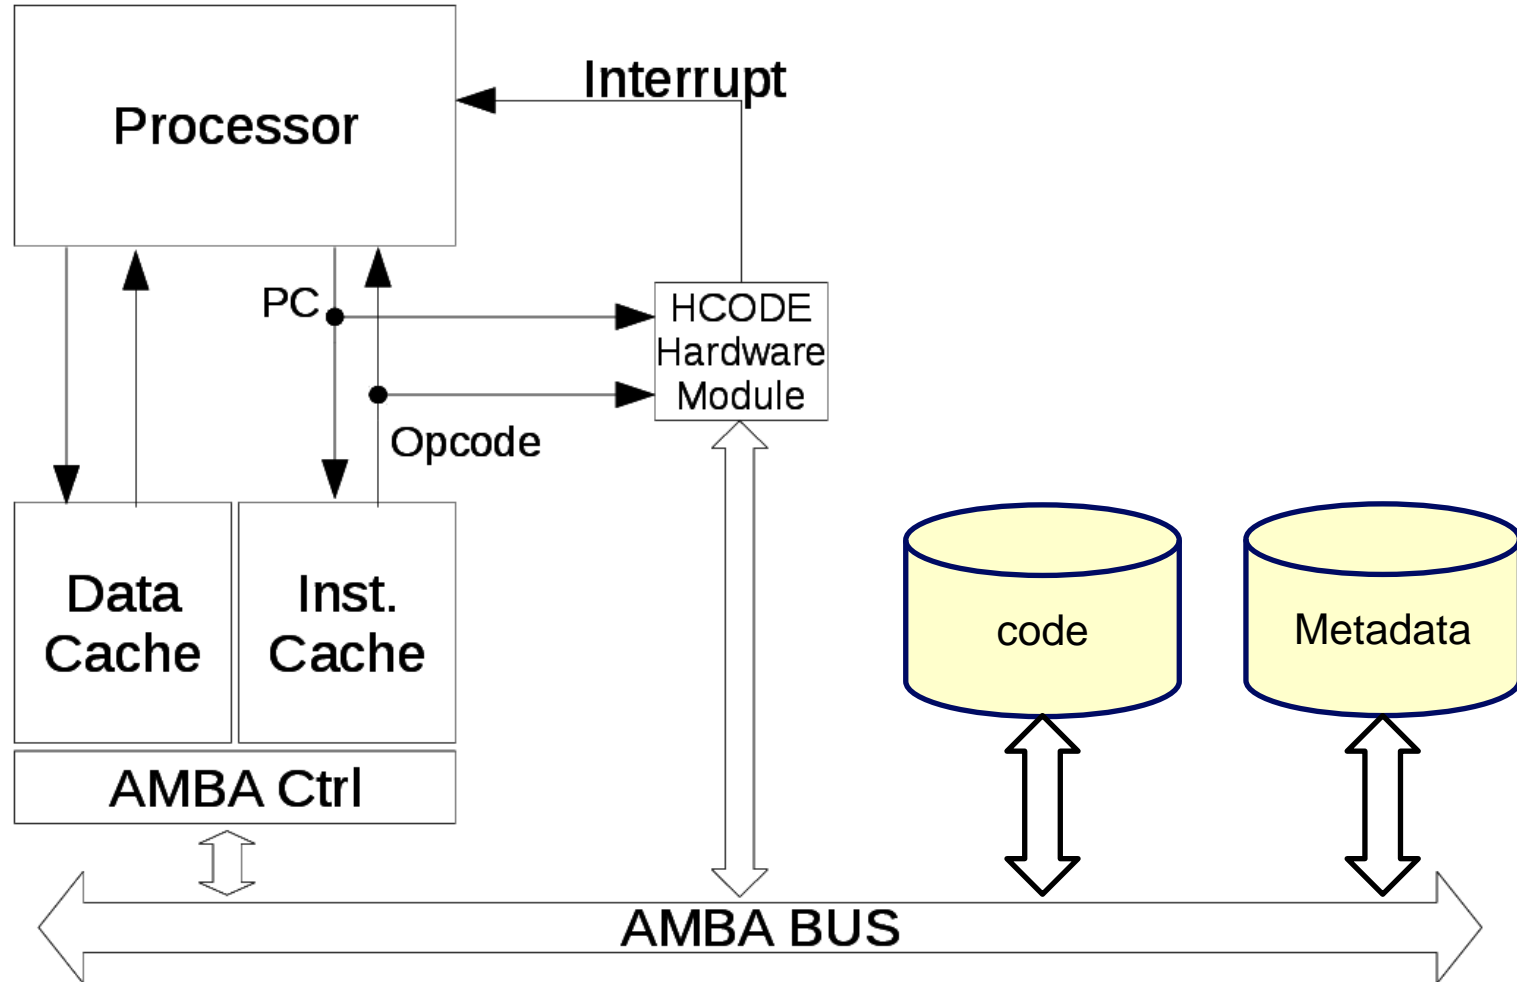 Interrupt
Processor
PC
HCODE
Hardware
Module
Opcode
Data
Cache
Inst.
Cache
code
Metadata
AMBA Ctrl
AMBA BUS